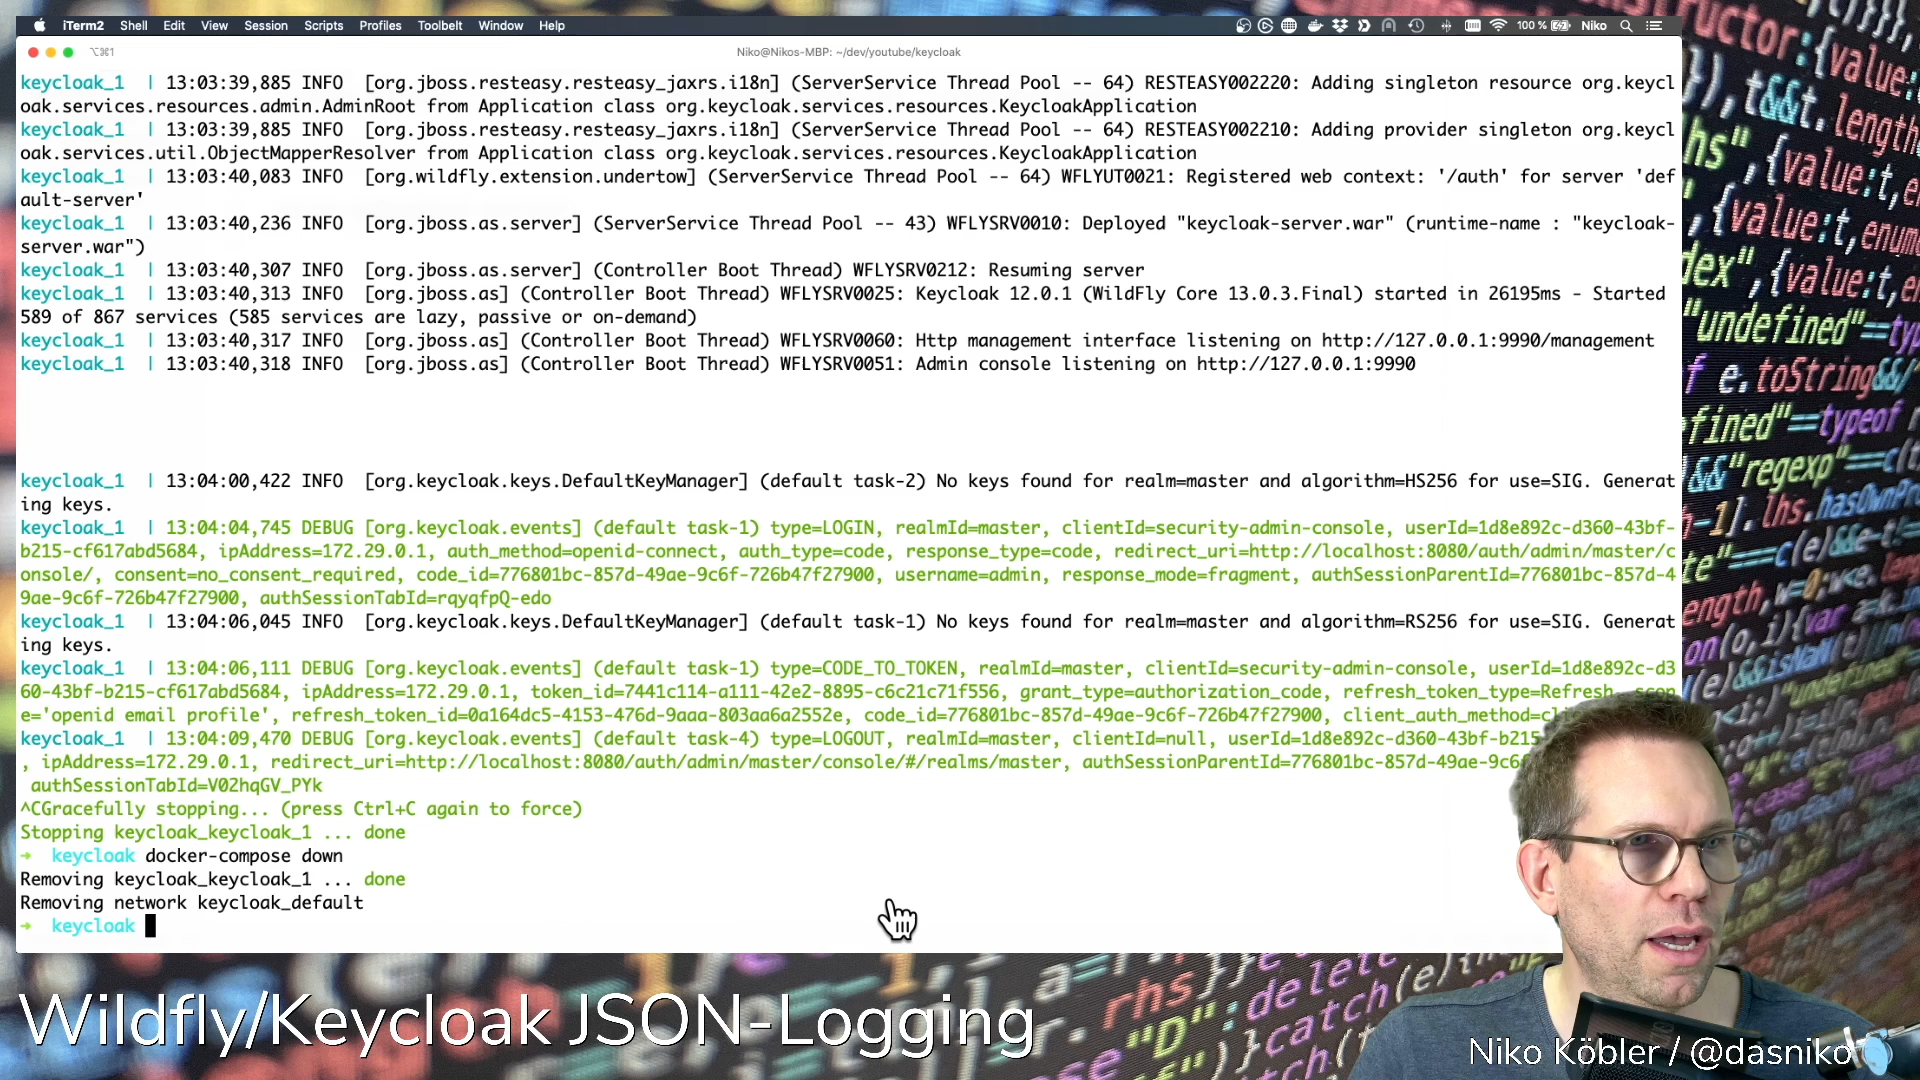 iTerm2 Shell Edit View Session Scripts Profiles Toolbelt Window Help 100 % Niko
⌥⌘1 Niko@Nikos-MBP: ~/dev/youtube/keycloak
keycloak_1 | 13:03:39,885 INFO [org.jboss.resteasy.resteasy_jaxrs.i18n] (ServerService Thread Pool -- 64) RESTEASY002220: Adding singleton resource org.keycl
oak.services.resources.admin.AdminRoot from Application class org.keycloak.services.resources.KeycloakApplication
keycloak_1 | 13:03:39,885 INFO [org.jboss.resteasy.resteasy_jaxrs.i18n] (ServerService Thread Pool -- 64) RESTEASY002210: Adding provider singleton org.keycl
oak.services.util.ObjectMapperResolver from Application class org.keycloak.services.resources.KeycloakApplication
keycloak_1 | 13:03:40,083 INFO [org.wildfly.extension.undertow] (ServerService Thread Pool -- 64) WFLYUT0021: Registered web context: '/auth' for server 'def
ault-server'
keycloak_1 | 13:03:40,236 INFO [org.jboss.as.server] (ServerService Thread Pool -- 43) WFLYSRV0010: Deployed "keycloak-server.war" (runtime-name : "keycloak-
server.war")
keycloak_1 | 13:03:40,307 INFO [org.jboss.as.server] (Controller Boot Thread) WFLYSRV0212: Resuming server
keycloak_1 | 13:03:40,313 INFO [org.jboss.as] (Controller Boot Thread) WFLYSRV0025: Keycloak 12.0.1 (WildFly Core 13.0.3.Final) started in 26195ms - Started
589 of 867 services (585 services are lazy, passive or on-demand)
keycloak_1 | 13:03:40,317 INFO [org.jboss.as] (Controller Boot Thread) WFLYSRV0060: Http management interface listening on http://127.0.0.1:9990/management
keycloak_1 | 13:03:40,318 INFO [org.jboss.as] (Controller Boot Thread) WFLYSRV0051: Admin console listening on http://127.0.0.1:9990
keycloak_1 | 13:04:00,422 INFO [org.keycloak.keys.DefaultKeyManager] (default task-2) No keys found for realm=master and algorithm=HS256 for use=SIG. Generat
ing keys.
keycloak_1 | 13:04:04,745 DEBUG [org.keycloak.events] (default task-1) type=LOGIN, realmId=master, clientId=security-admin-console, userId=1d8e892c-d360-43bf-
b215-cf617abd5684, ipAddress=172.29.0.1, auth_method=openid-connect, auth_type=code, response_type=code, redirect_uri=http://localhost:8080/auth/admin/master/c
onsole/, consent=no_consent_required, code_id=776801bc-857d-49ae-9c6f-726b47f27900, username=admin, response_mode=fragment, authSessionParentId=776801bc-857d-4
9ae-9c6f-726b47f27900, authSessionTabId=rqyqfpQ-edo
keycloak_1 | 13:04:06,045 INFO [org.keycloak.keys.DefaultKeyManager] (default task-1) No keys found for realm=master and algorithm=RS256 for use=SIG. Generat
ing keys.
keycloak_1 | 13:04:06,111 DEBUG [org.keycloak.events] (default task-1) type=CODE_TO_TOKEN, realmId=master, clientId=security-admin-console, userId=1d8e892c-d3
60-43bf-b215-cf617abd5684, ipAddress=172.29.0.1, token_id=7441c114-a111-42e2-8895-c6c21c71f556, grant_type=authorization_code, refresh_token_type=Refresh, scop
e='openid email profile', refresh_token_id=0a164dc5-4153-476d-9aaa-803aa6a2552e, code_id=776801bc-857d-49ae-9c6f-726b47f27900, client_auth_method=cli
keycloak_1 | 13:04:09,470 DEBUG [org.keycloak.events] (default task-4) type=LOGOUT, realmId=master, clientId=null, userId=1d8e892c-d360-43bf-b215
, ipAddress=172.29.0.1, redirect_uri=http://localhost:8080/auth/admin/master/console/#/realms/master, authSessionParentId=776801bc-857d-49ae-9c6
authSessionTabId=V02hqGV_PYk
^CGracefully stopping... (press Ctrl+C again to force)
Stopping keycloak_keycloak_1 ... done
➜ keycloak docker-compose down
Removing keycloak_keycloak_1 ... done
Removing network keycloak_default
➜ keycloak
Wildfly/Keycloak JSON-Logging
Niko Köbler / @dasniko